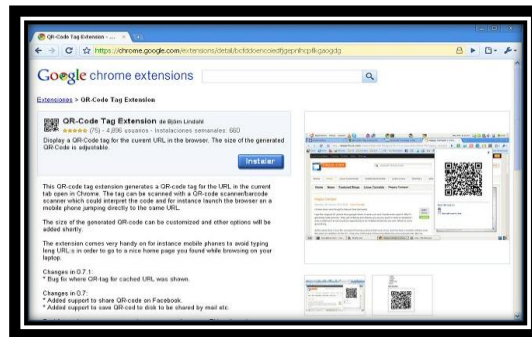 QR-Code Tag Extension - ...
https://chrome.google.com/extensions/detail/
Google chrome extensions
Extensiones > QR-Code Tag Extension
QR-Code Tag Extension de Björn Lindahl
(75) - 4,896 usuarios - Instalaciones semanales: 660
Display a QR-Code tag for the current URL in the browser. The size of the generated
QR-Code is adjustable.
Instalar
This QR-code tag extension generates a QR-code tag for the URL in the current
tab open in Chrome. The tag can be scanned with a QR-code scanner/barcode
scanner which could interpret the code and for instance launch the browser on a
mobile phone jumping directly to the same URL.
The size of the generated QR-code can be customized and other options will be
added shortly.
The extension comes very handy on for instance mobile phones to avoid typing
long URL:s in order to go to a nice home page you found while browsing on your
laptop.
Changes in 0.7.1:
* Bug fix where QR-tag for cached URL was shown.
Changes in 0.7:
* Added support to share QR-code on Facebook.
* Added support to save QR-cod to disk to be shared by mail etc.